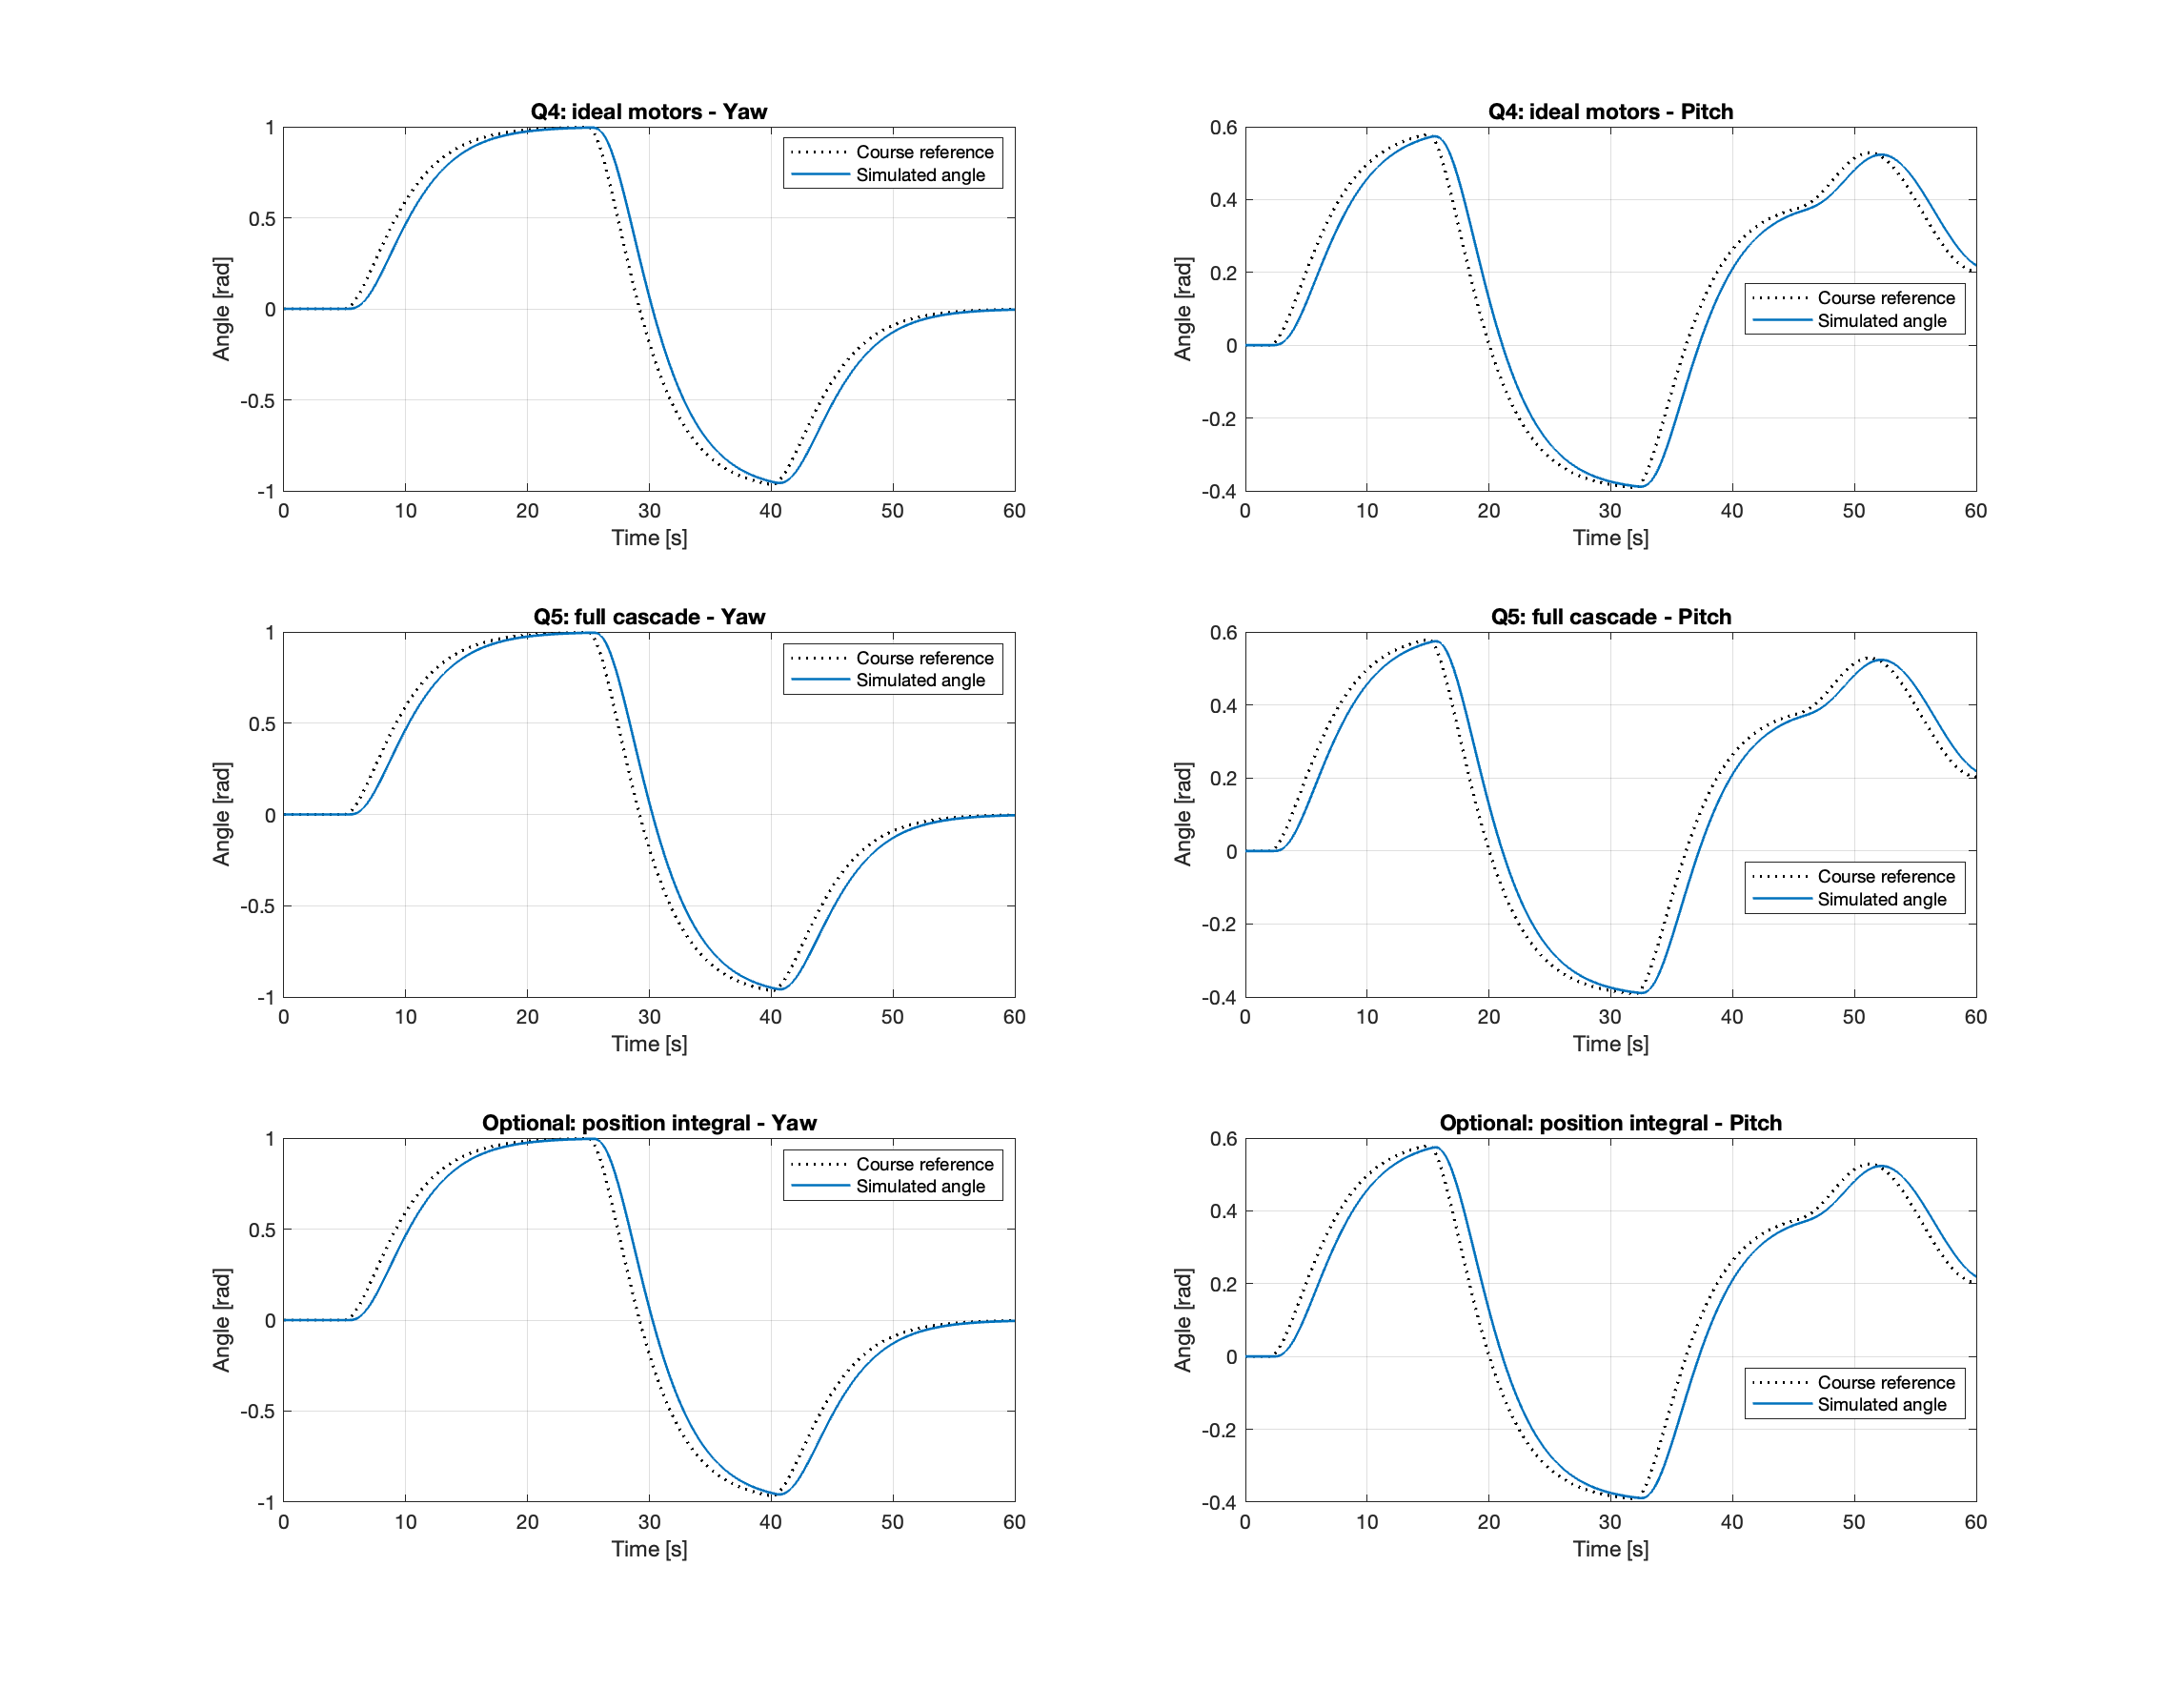 Q4: ideal motors - Yaw
1
0.5
0
-0.5
-1
Angle [rad]
0 10 20 30 40 50 60
Time [s]
Course reference
Simulated angle
Q4: ideal motors - Pitch
0.6
0.4
0.2
0
-0.2
-0.4
Angle [rad]
0 10 20 30 40 50 60
Time [s]
Course reference
Simulated angle
Q5: full cascade - Yaw
1
0.5
0
-0.5
-1
Angle [rad]
0 10 20 30 40 50 60
Time [s]
Course reference
Simulated angle
Q5: full cascade - Pitch
0.6
0.4
0.2
0
-0.2
-0.4
Angle [rad]
0 10 20 30 40 50 60
Time [s]
Course reference
Simulated angle
Optional: position integral - Yaw
1
0.5
0
-0.5
-1
Angle [rad]
0 10 20 30 40 50 60
Time [s]
Course reference
Simulated angle
Optional: position integral - Pitch
0.6
0.4
0.2
0
-0.2
-0.4
Angle [rad]
0 10 20 30 40 50 60
Time [s]
Course reference
Simulated angle